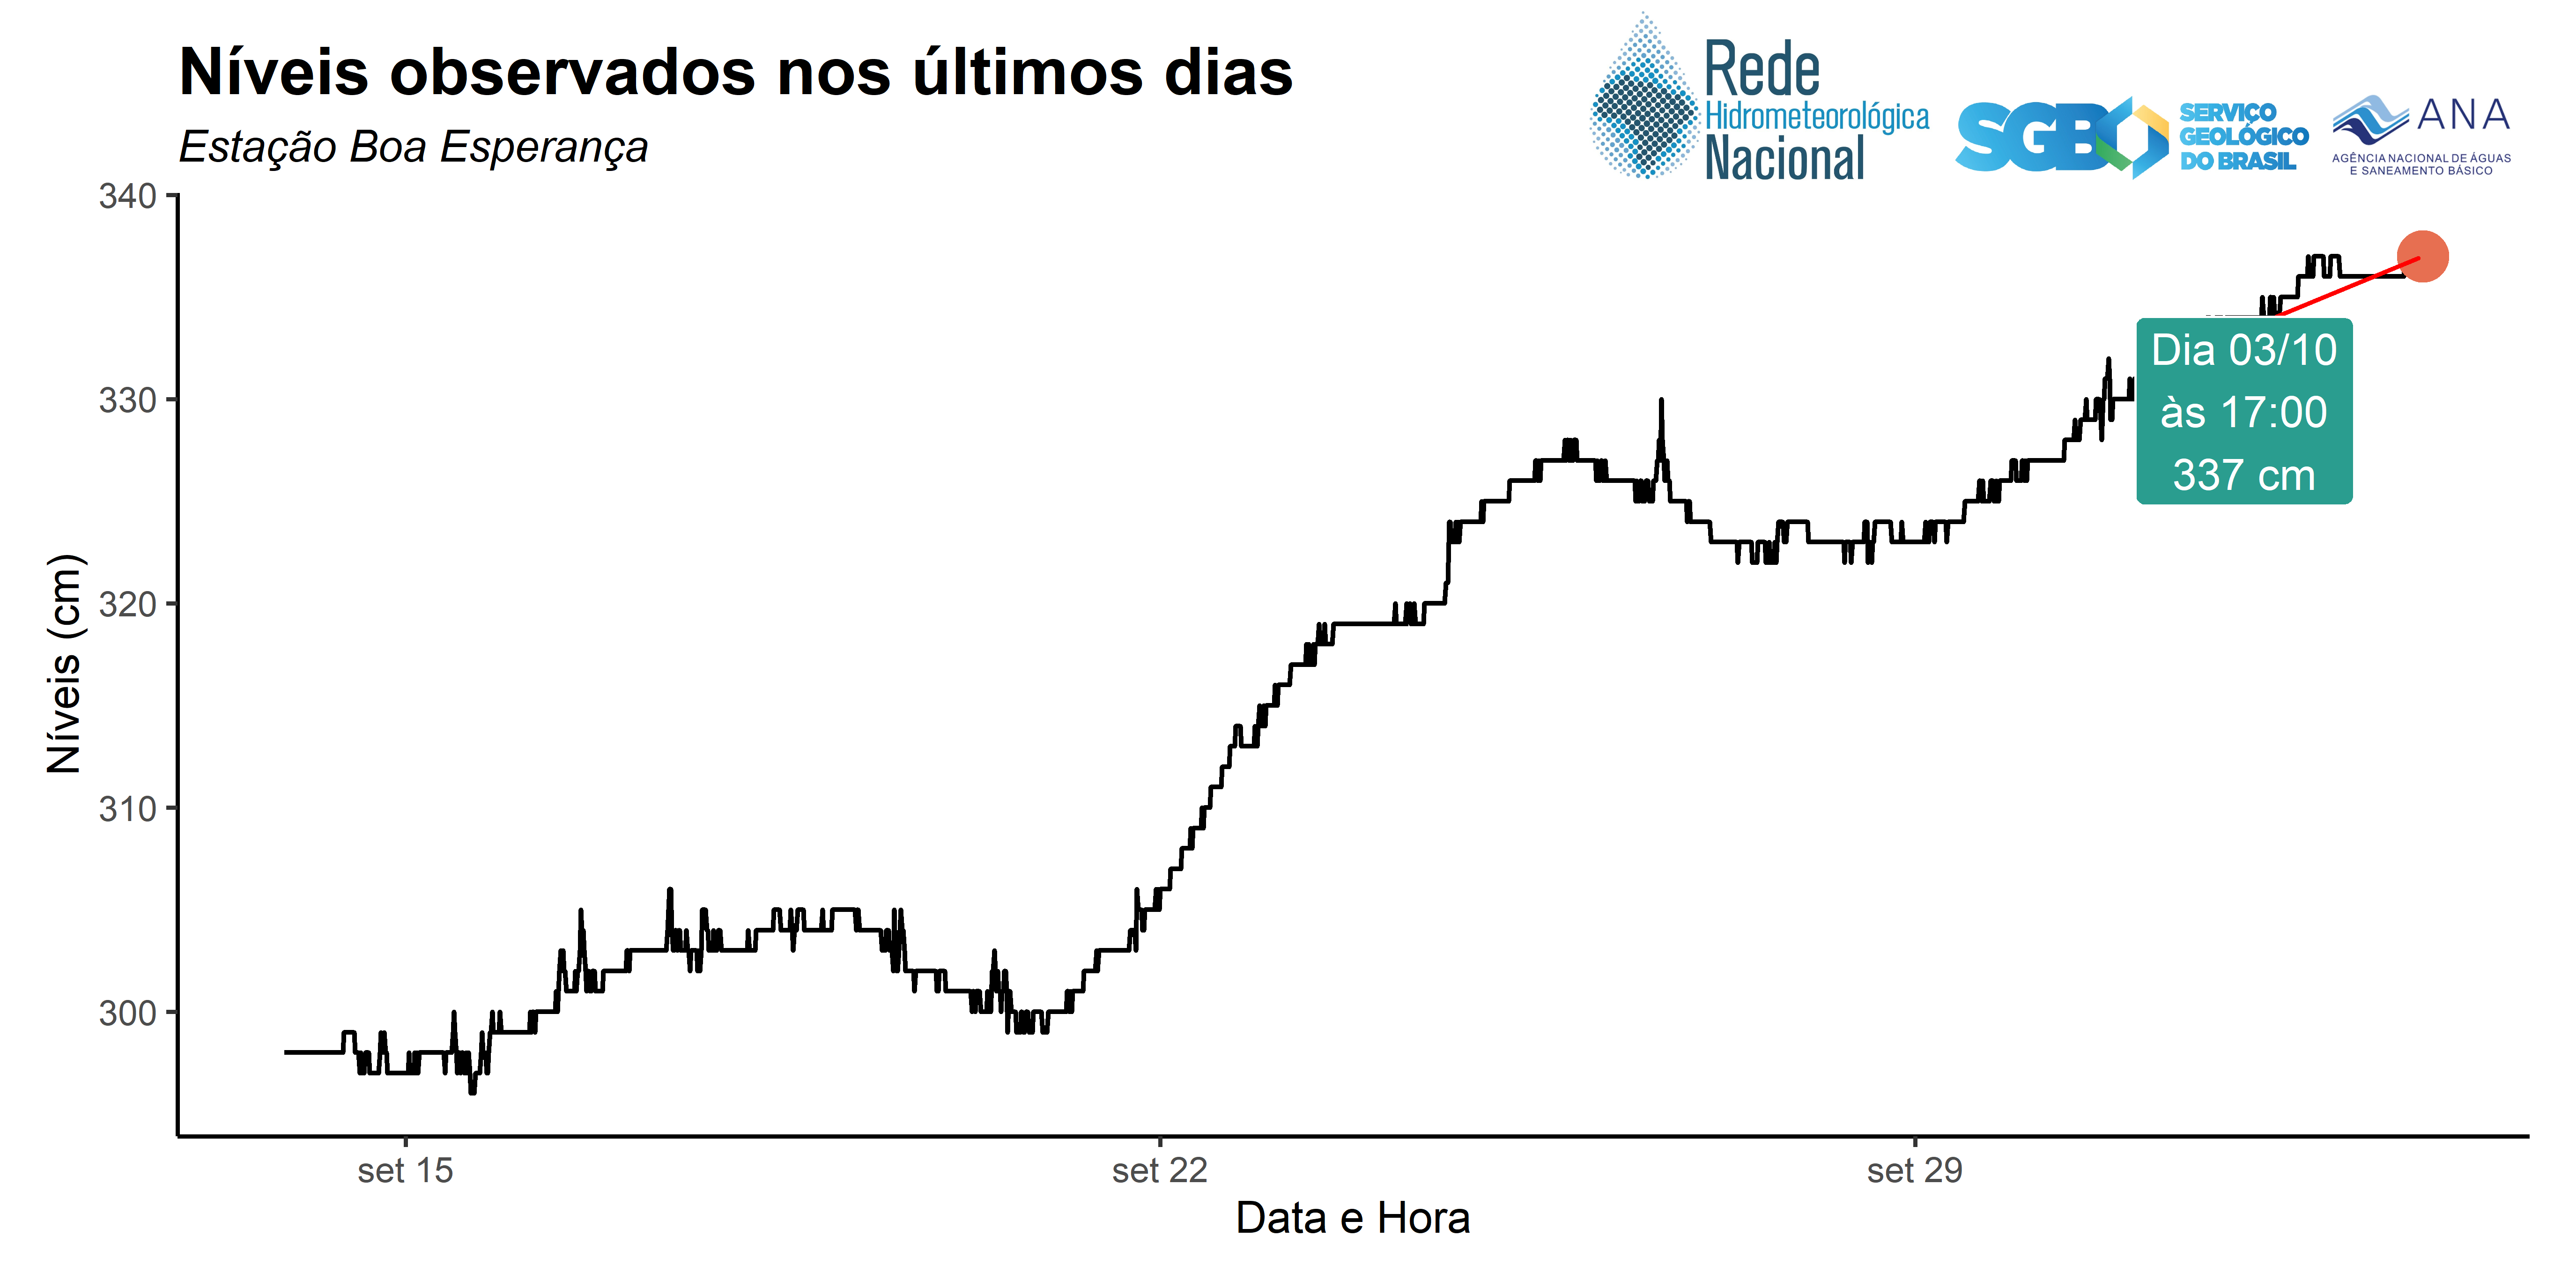 Níveis observados nos últimos dias
Estação Boa Esperança
Rede
Hidrometeorológica
Nacional
SGB
SERVIÇO
GEOLÓGICO
DO BRASIL
ANA
AGÊNCIA NACIONAL DE ÁGUAS
E SANEAMENTO BÁSICO
340
330
320
310
300
Níveis (cm)
Dia 03/10
às 17:00
337 cm
set 15
set 22
set 29
Data e Hora